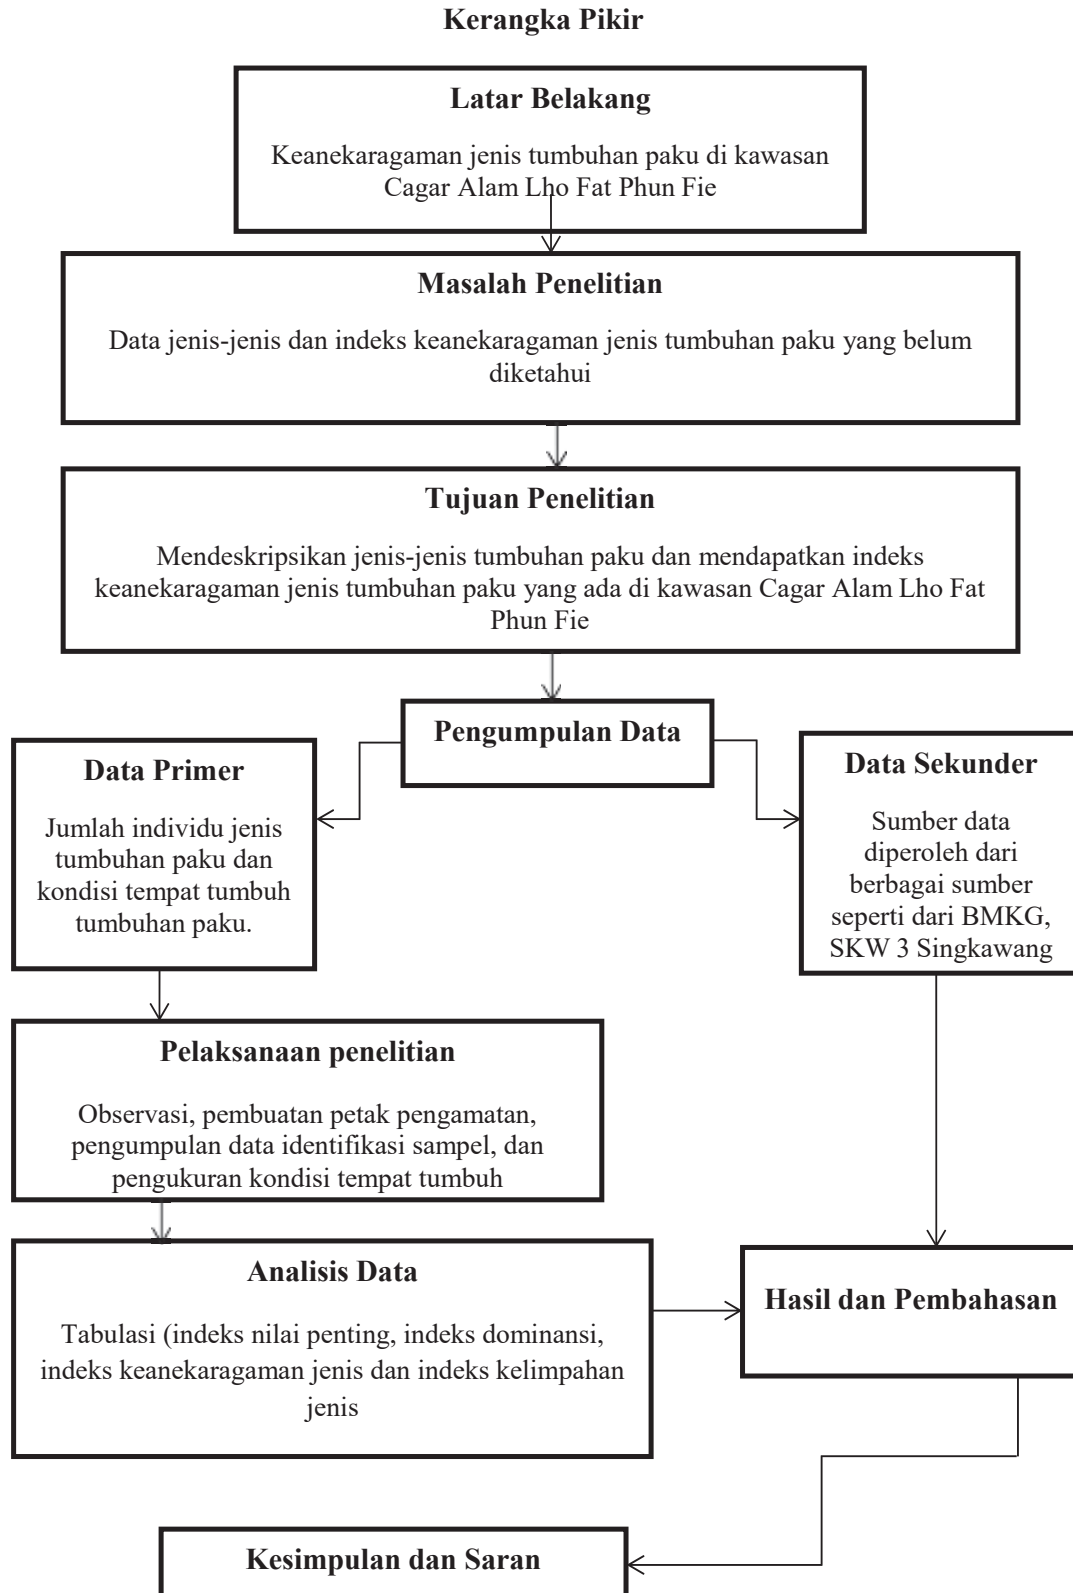 Kerangka Pikir
Latar Belakang
Keanekaragaman jenis tumbuhan paku di kawasan
Cagar Alam Lho Fat Phun Fie
Masalah Penelitian
Data jenis-jenis dan indeks keanekaragaman jenis tumbuhan paku yang belum
diketahui
Tujuan Penelitian
Mendeskripsikan jenis-jenis tumbuhan paku dan mendapatkan indeks
keanekaragaman jenis tumbuhan paku yang ada di kawasan Cagar Alam Lho Fat
Phun Fie
Pengumpulan Data
Data Primer
Jumlah individu jenis
tumbuhan paku dan
kondisi tempat tumbuh
tumbuhan paku.
Data Sekunder
Sumber data
diperoleh dari
berbagai sumber
seperti dari BMKG,
SKW 3 Singkawang
Pelaksanaan penelitian
Observasi, pembuatan petak pengamatan,
pengumpulan data identifikasi sampel, dan
pengukuran kondisi tempat tumbuh
Analisis Data
Tabulasi (indeks nilai penting, indeks dominansi,
indeks keanekaragaman jenis dan indeks kelimpahan
jenis
Hasil dan Pembahasan
Kesimpulan dan Saran